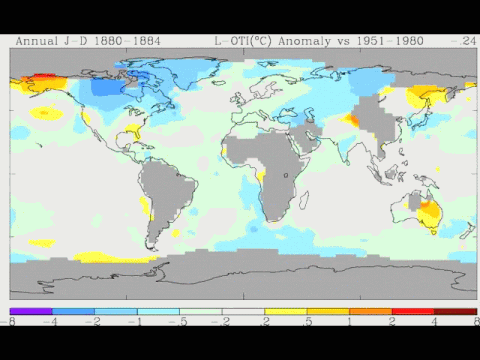 Annual J-D 1880-1884 L-OTI(°C) Anomaly vs 1951-1980 -.24
-8 -4 -2 -1 -.5 -.2 .2 .5 1 2 4 8